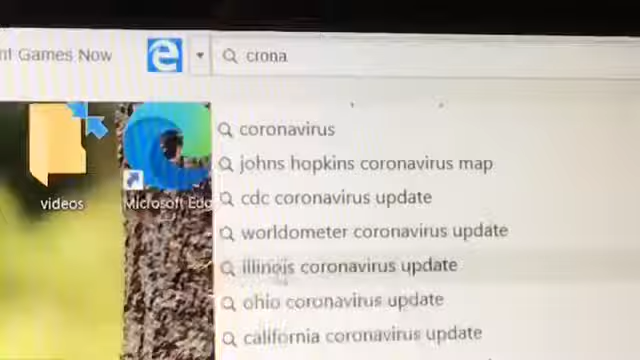 nt Games Now
crona
coronavirus
johns hopkins coronavirus map
cdc coronavirus update
worldometer coronavirus update
illinois coronavirus update
ohio coronavirus update
california coronavirus update
videos
Microsoft Edg